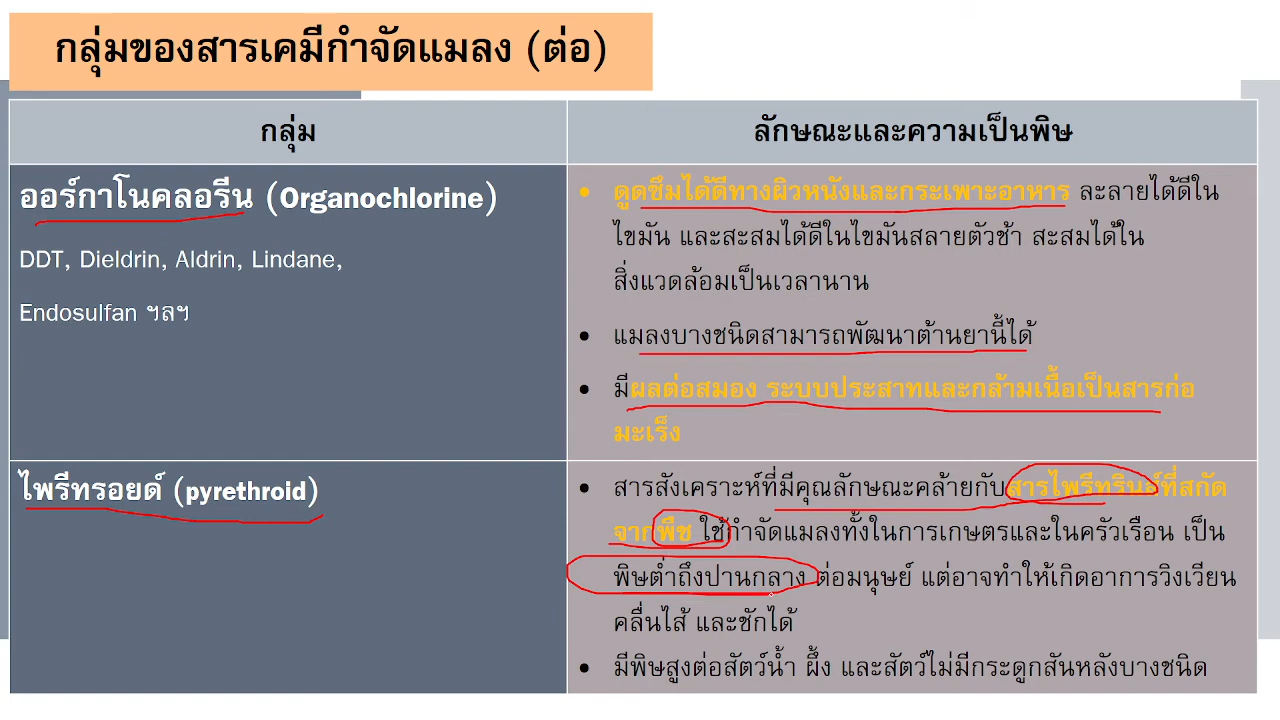 กลุ่มของสารเคมีกำจัดแมลง (ต่อ)
กลุ่ม
ลักษณะและความเป็นพิษ
ออร์กาโนคลอรีน (Organochlorine)
DDT, Dieldrin, Aldrin, Lindane,
Endosulfan ฯลฯ
• ดูดซึมได้ดีทางผิวหนังและกระเพาะอาหาร ละลายได้ดีใน
ไขมัน และสะสมได้ดีในไขมันสลายตัวช้า สะสมได้ใน
สิ่งแวดล้อมเป็นเวลานาน
• แมลงบางชนิดสามารถพัฒนาต้านยานี้ได้
• มีผลต่อสมอง ระบบประสาทและกล้ามเนื้อเป็นสารก่อ
มะเร็ง
ไพรีทรอยด์ (pyrethroid)
• สารสังเคราะห์ที่มีคุณลักษณะคล้ายกับสารไพรีทรินส์ที่สกัด
จากพืช ใช้กำจัดแมลงทั้งในการเกษตรและในครัวเรือน เป็น
พิษต่ำถึงปานกลาง ต่อมนุษย์ แต่อาจทำให้เกิดอาการวิงเวียน
คลื่นไส้ และชักได้
• มีพิษสูงต่อสัตว์น้ำ ผึ้ง และสัตว์ไม่มีกระดูกสันหลังบางชนิด